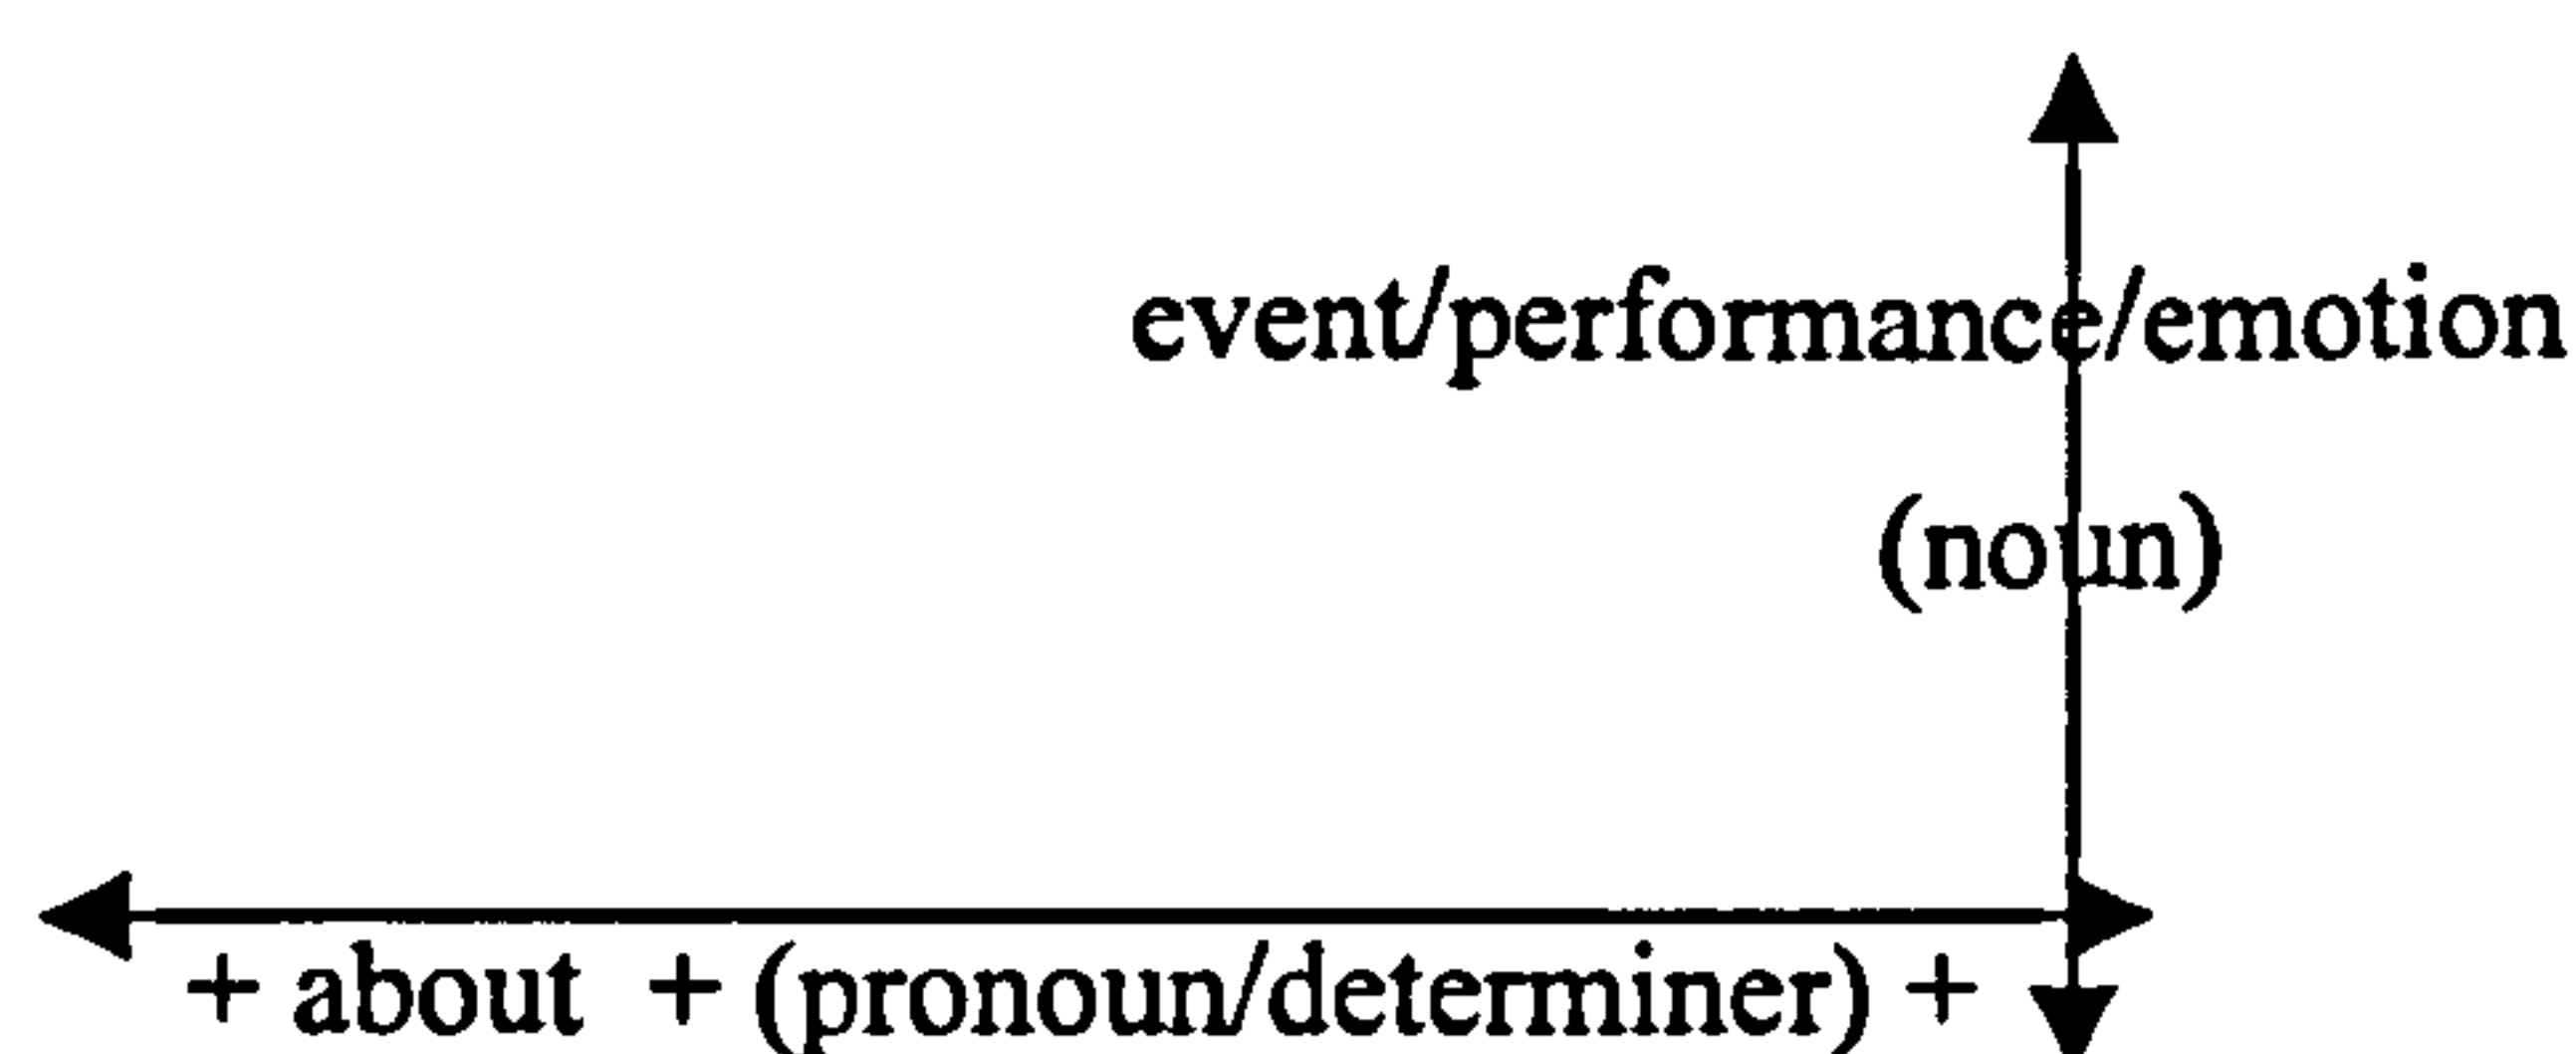 event/performance/emotion
(noun)
+ about + (pronoun/determiner) +